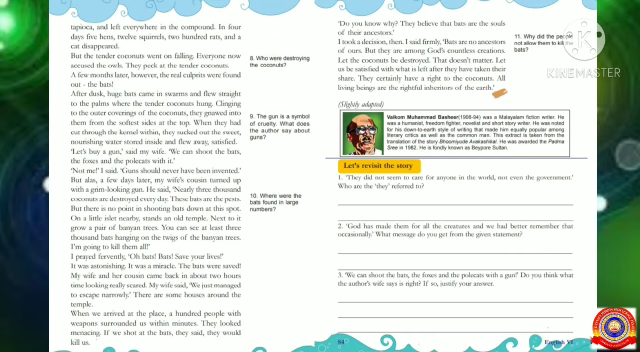 tapioca, and left everywhere in the compound. In four
days five hens, twelve squirrels, two hundred rats, and a
cat disappeared.
But the tender coconuts went on falling. Everyone now
accused the owls. They peek at the tender coconuts.
A few months later, however, the real culprits were found
out - the bats!
After dusk, huge bats came in swarms and flew straight
to the palms where the tender coconuts hung. Clinging
to the outer coverings of the coconuts, they gnawed into
them from the softest sides at the top. When they had
cut through the kernel within, they sucked out the sweet,
nourishing water stored inside and flew away, satisfied.
'Let's buy a gun,' said my wife. 'We can shoot the bats,
the foxes and the polecats with it.'
'Not me!' I said. 'Guns should never have been invented.'
But alas, a few days later, my wife's cousin turned up
with a grim-looking gun. He said, 'Nearly three thousand
coconuts are destroyed every day. These bats are the pests.
But there is no point in shooting bats down at this spot.
On a little islet nearby, stands an old temple. Next to it
grow a pair of banyan trees. You can see at least three
thousand bats hanging on the twigs of the banyan trees.
I'm going to kill them all!'
I prayed fervently, 'Oh bats! Bats! Save your lives!'
It was astonishing. It was a miracle. The bats were saved!
My wife and her cousin came back in about two hours
time looking really scared. My wife said, 'We just managed
to escape narrowly.' There are some houses around the
temple.
When we arrived at the place, a hundred people with
weapons surrounded us within minutes. They looked
menacing. If we shot at the bats, they said, they would
kill us.
8. Who were destroying
the coconuts?
9. The gun is a symbol
of cruelty. What does
the author say about
guns?
10. Where were the
bats found in large
numbers?
'Do you know why? They believe that bats are the souls
of their ancestors.'
I took a decision, then. I said firmly, 'Bats are no ancestors
of ours. But they are among God's countless creations.
Let the coconuts be destroyed. That doesn't matter. Let
us be satisfied with what is left after they have taken their
share. They certainly have a right to the coconuts. All
living beings are the rightful inheritors of the earth.'
(Slightly adapted)
11. Why did the people
not allow them to kill the
bats?
KINEMASTER
Vaikom Muhammad Basheer(1908-94) was a Malayalam fiction writer. He
was a humanist, freedom fighter, novelist and short story writer. He was noted
for his down-to-earth style of writing that made him equally popular among
literary critics as well as the common man. This extract is taken from the
translation of the story Bhoomiyude Avakashikal. He was awarded the Padma
Sree in 1982. He is fondly known as Beypore Sultan.
Let's revisit the story
1. 'They did not seem to care for anyone in the world, not even the government.'
Who are the 'they' referred to?
2. 'God has made them for all the creatures and we had better remember that
occasionally.' What message do you get from the given statement?
3. 'We can shoot the bats, the foxes and the polecats with a gun!' Do you think what
the author's wife says is right? If so, justify your answer.
84
English VI